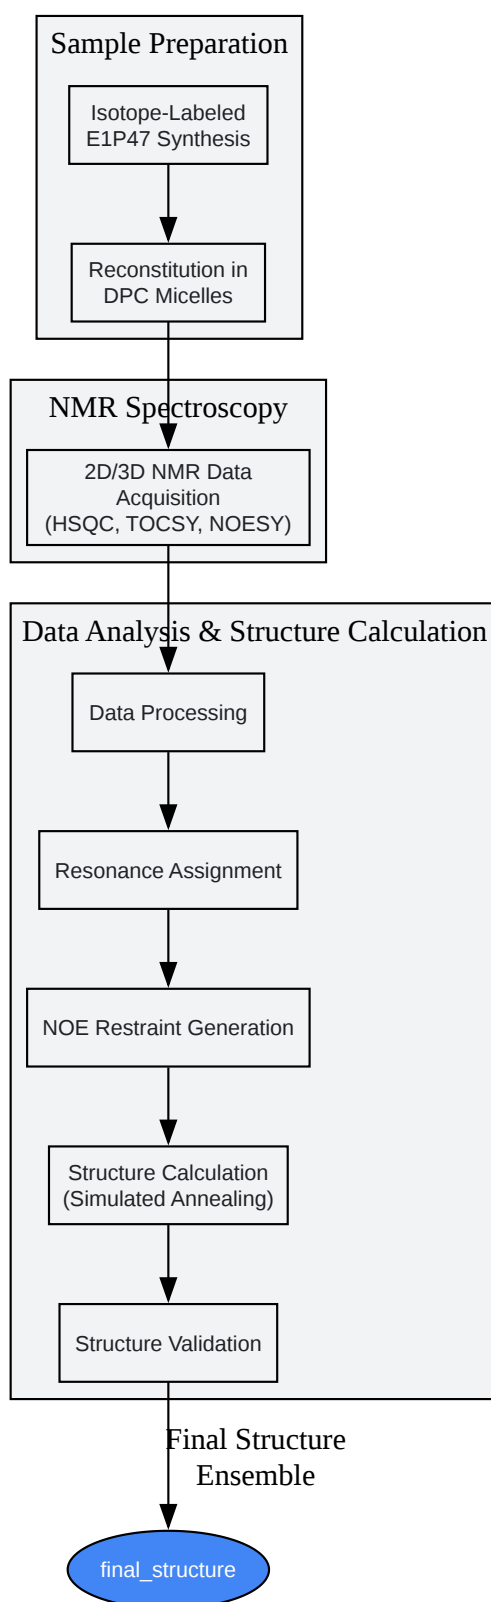 Sample Preparation
Isotope-Labeled
E1P47 Synthesis
Reconstitution in
DPC Micelles
NMR Spectroscopy
2D/3D NMR Data
Acquisition
(HSQC, TOCSY, NOESY)
Data Analysis & Structure Calculation
Data Processing
Resonance Assignment
NOE Restraint Generation
Structure Calculation
(Simulated Annealing)
Structure Validation
Final Structure
Ensemble
final_structure